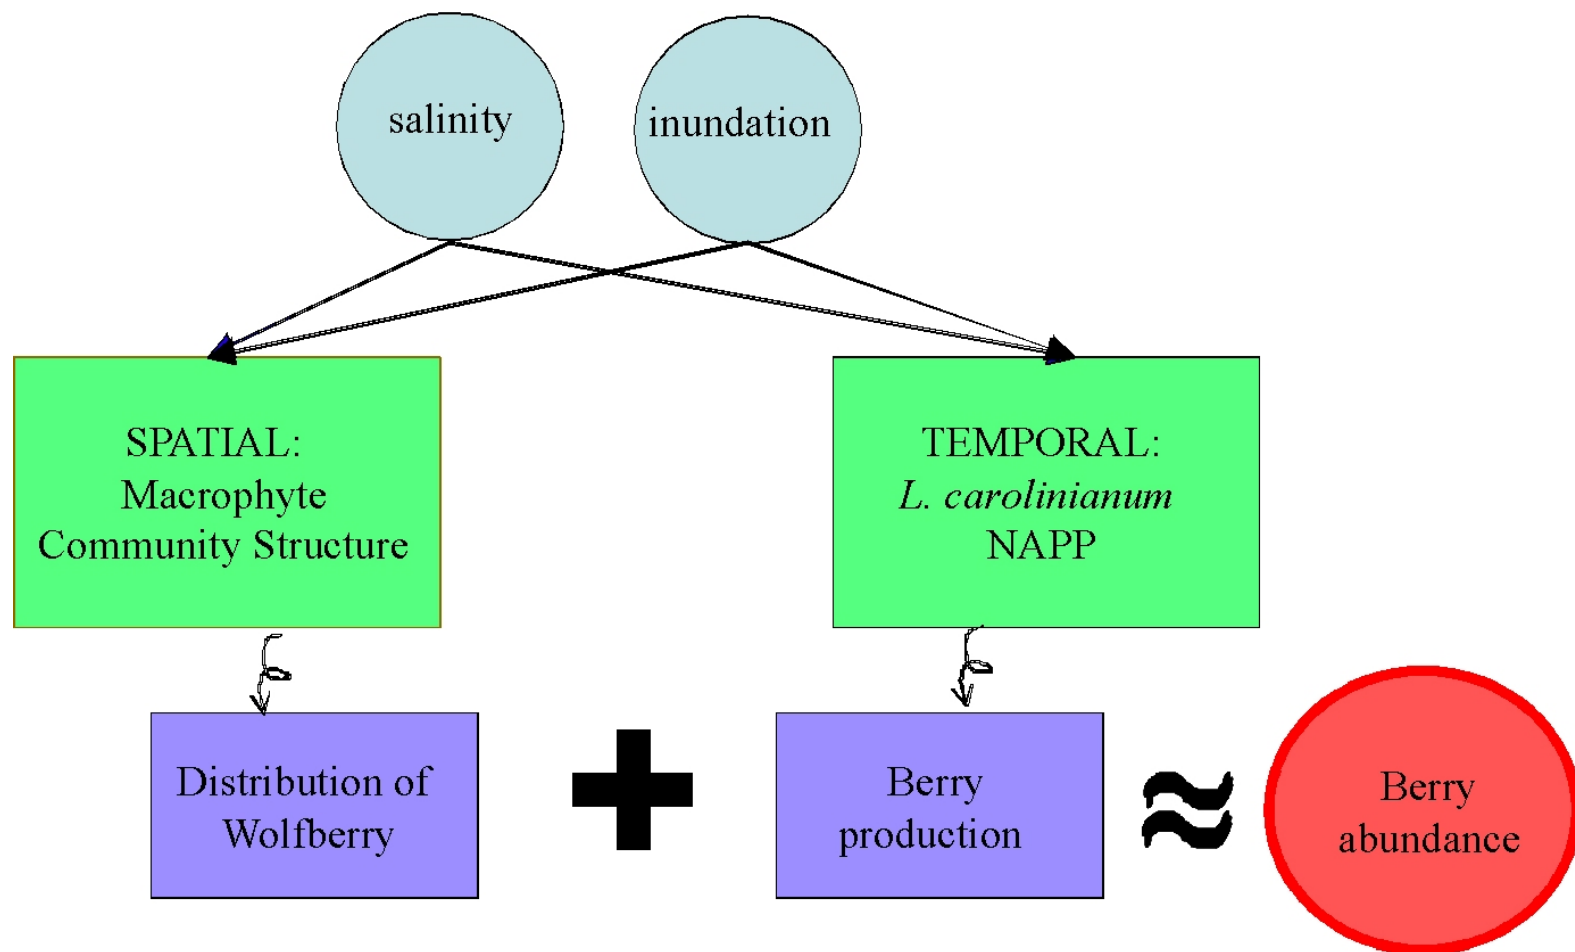 salinity
inundation
SPATIAL:
Macrophyte
Community Structure
TEMPORAL:
L. carolinianum
NAPP
Distribution of
Wolfberry
+
Berry
production
≈
Berry
abundance